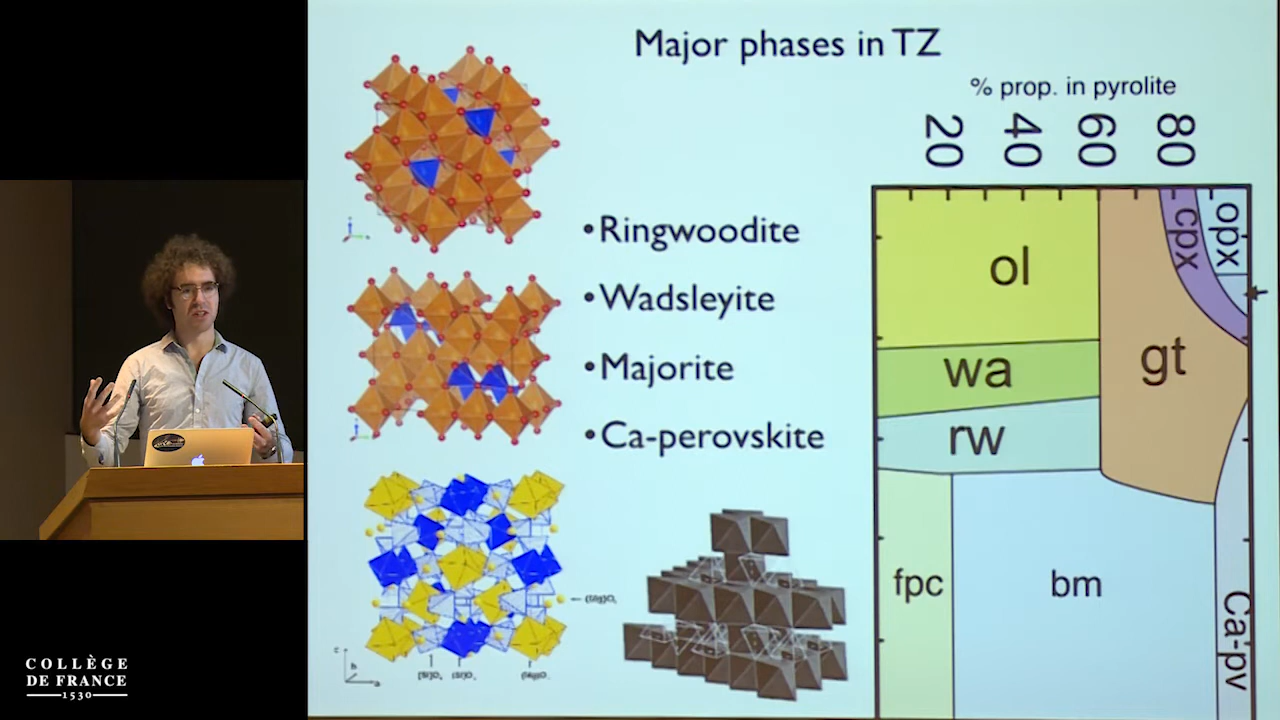 Major phases in TZ
% prop. in pyrolite
20
40
60
80
•Ringwoodite
•Wadsleyite
•Majorite
•Ca-perovskite
ol
cpx
opx
wa
gt
rw
fpc
bm
Ca-pv
COLLÈGE
DE FRANCE
1530